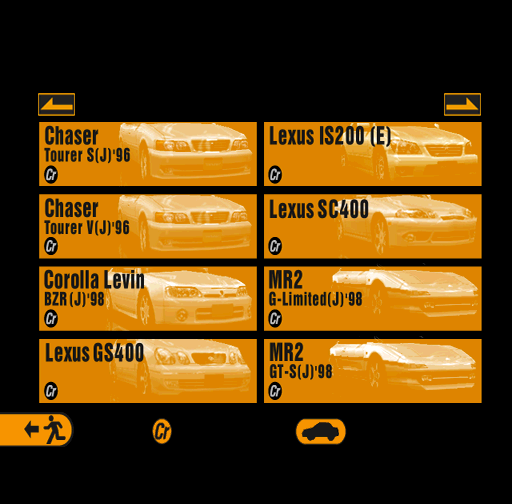 Chaser
Tourer S(J)'96
Cr
Lexus IS200 (E)
Cr
Chaser
Tourer V(J)'96
Cr
Lexus SC400
Cr
Corolla Levin
BZR (J)'98
Cr
MR2
G-Limited(J)'98
Cr
Lexus GS400
Cr
MR2
GT-S(J)'98
Cr
Cr